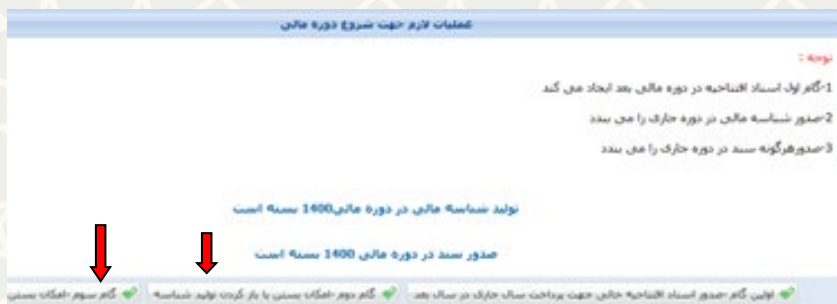 عملیات لازم جهت شروع دوره مالی
توجه :
1-گام اول اسناد افتتاحیه در دوره مالی بعد ایجاد می کند
2-صدور شناسه مالی در دوره جاری را می بندد
3-صدورهرگونه سند در دوره جاری را می بندد
تولید شناسه مالی در دوره مالی1400 بسته است
صدور سند در دوره مالی 1400 بسته است
اولین گام -صدور اسناد افتتاحیه خالی جهت پرداخت سال جاری در سال بعد
گام دوم -امکان بستن یا باز کردن تولید شناسه
گام سوم -امکان بستن